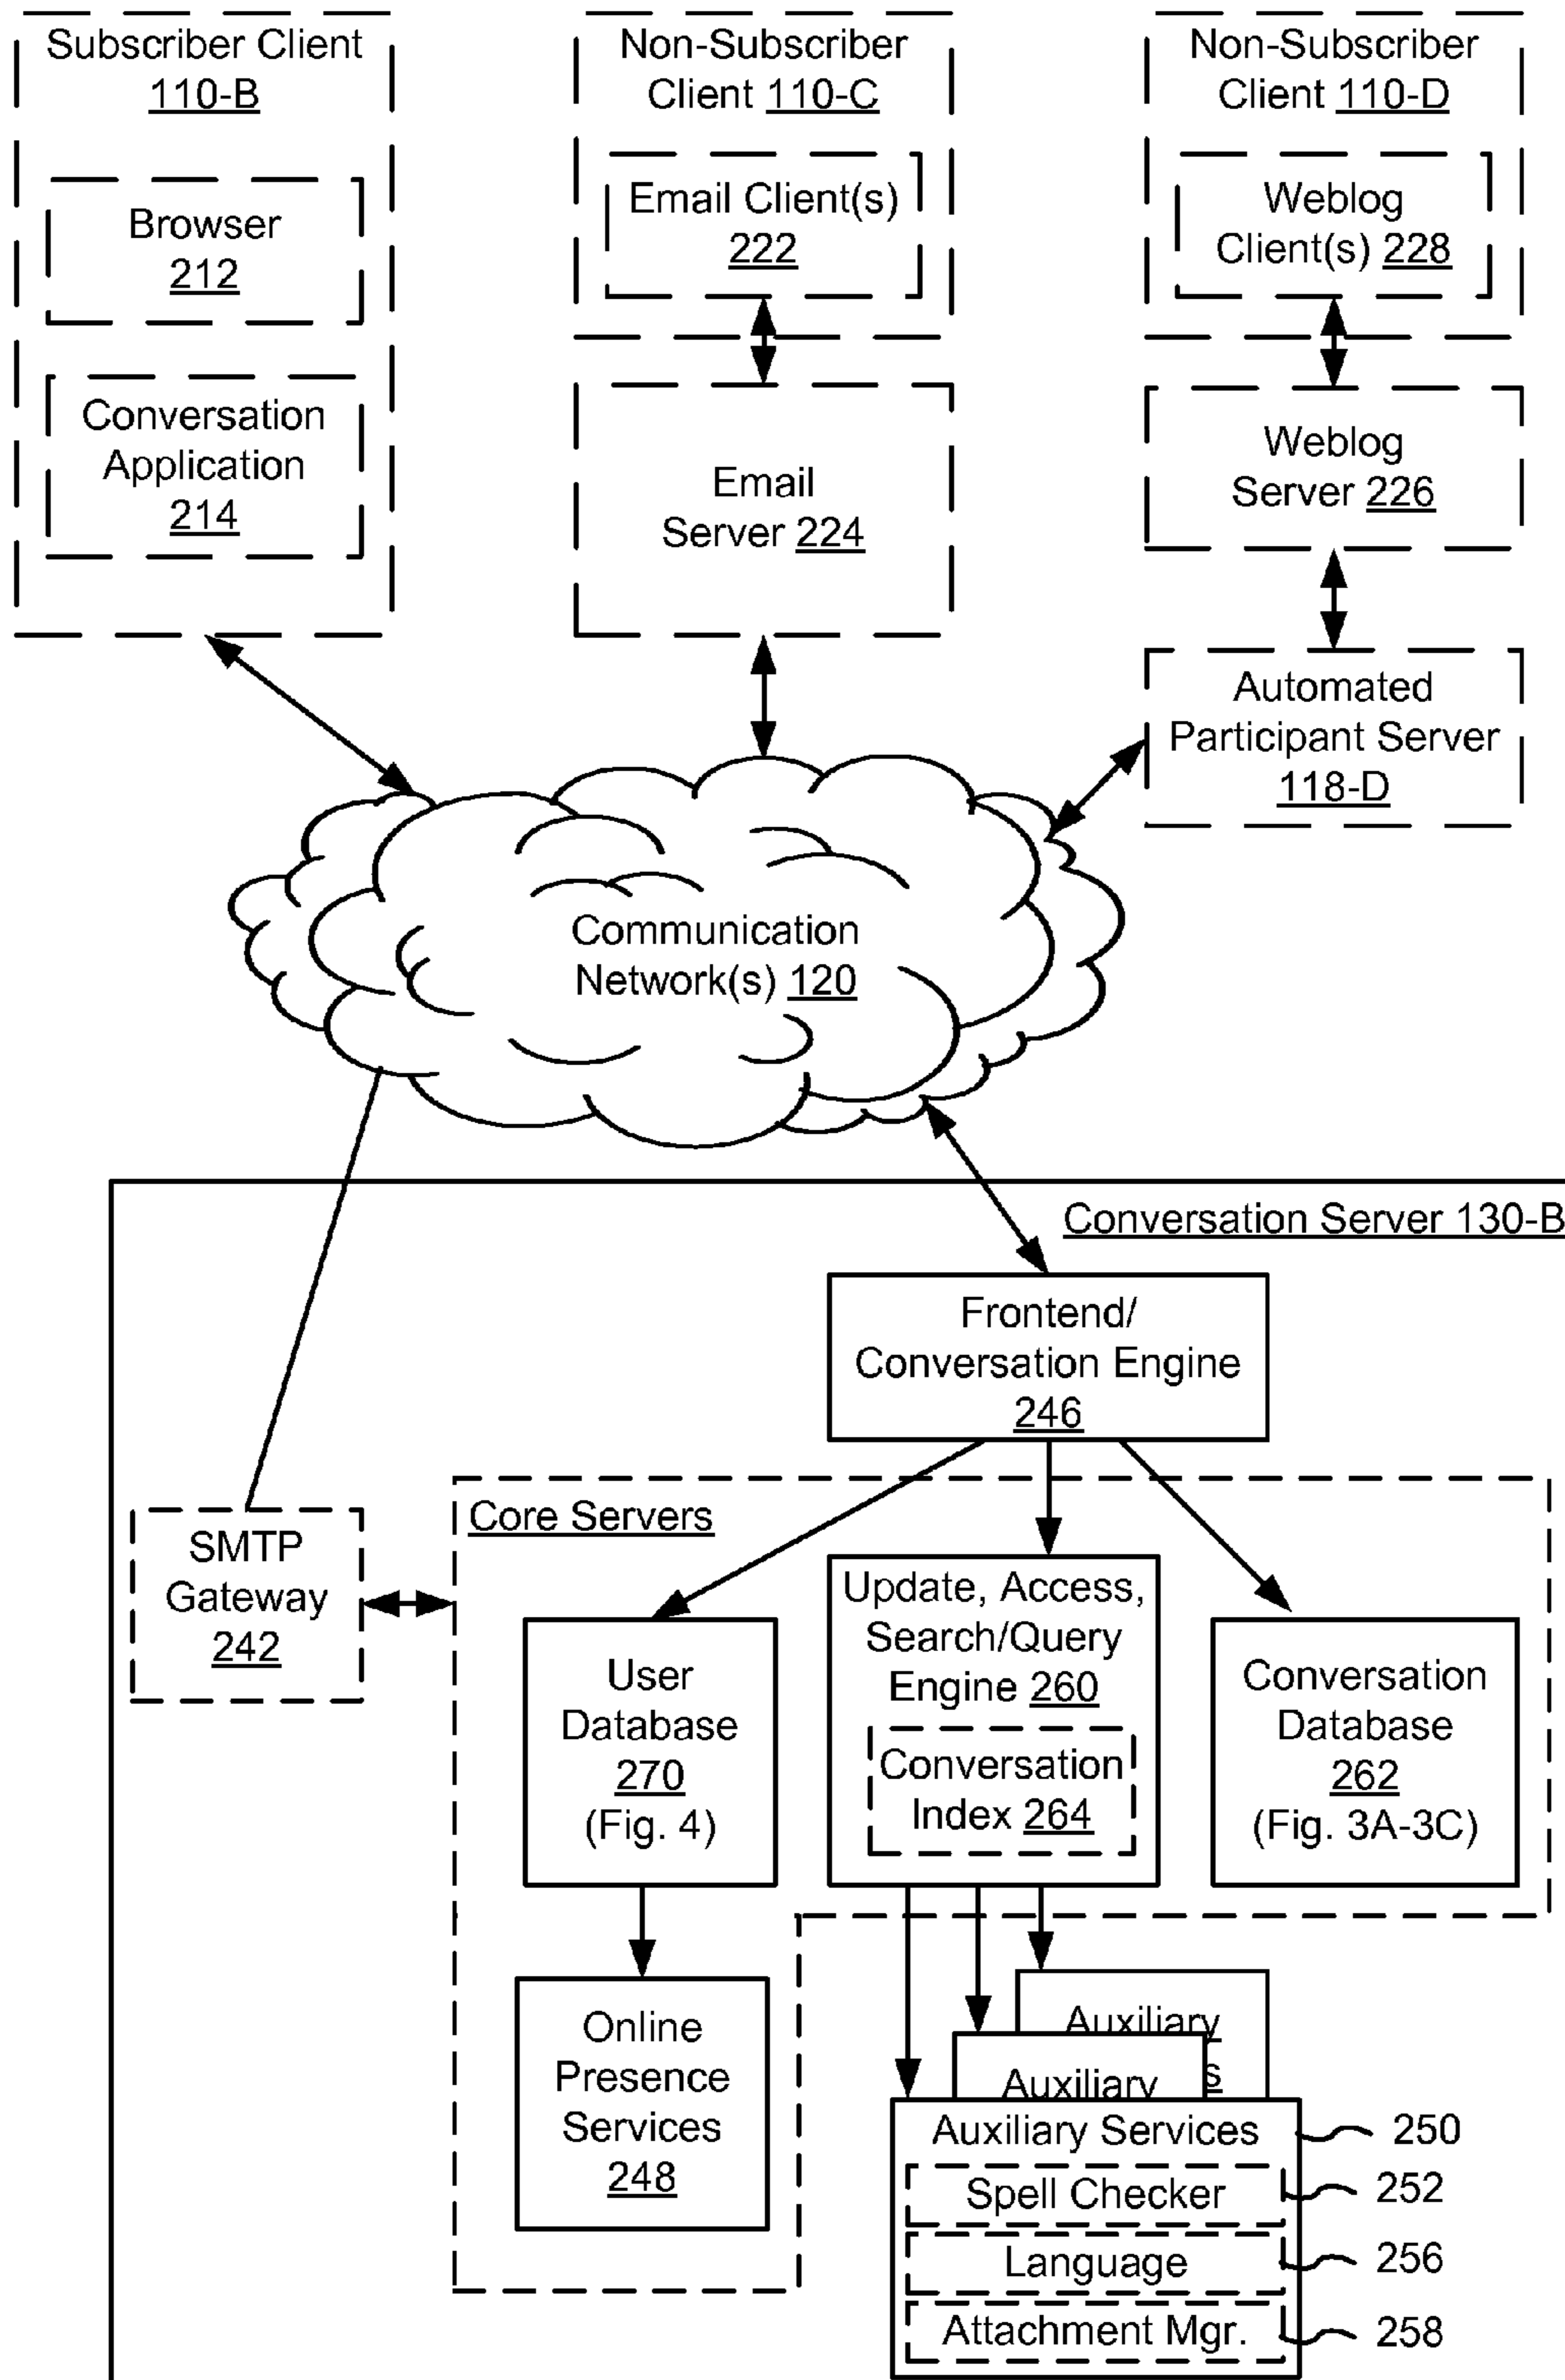 Subscriber Client
110-B
Browser
212
Conversation
Application
214
Non-Subscriber
Client 110-C
Email Client(s)
222
Email
Server 224
Non-Subscriber
Client 110-D
Weblog
Client(s) 228
Weblog
Server 226
Automated
Participant Server
118-D
Communication
Network(s) 120
Conversation Server 130-B
Frontend/
Conversation Engine
246
SMTP
Gateway
242
Core Servers
User
Database
270
(Fig. 4)
Update, Access,
Search/Query
Engine 260
Conversation
Index 264
Conversation
Database
262
(Fig. 3A-3C)
Online
Presence
Services
248
Auxiliary
s
Auxiliary
Auxiliary Services
250
Spell Checker
252
Language
256
Attachment Mgr.
258